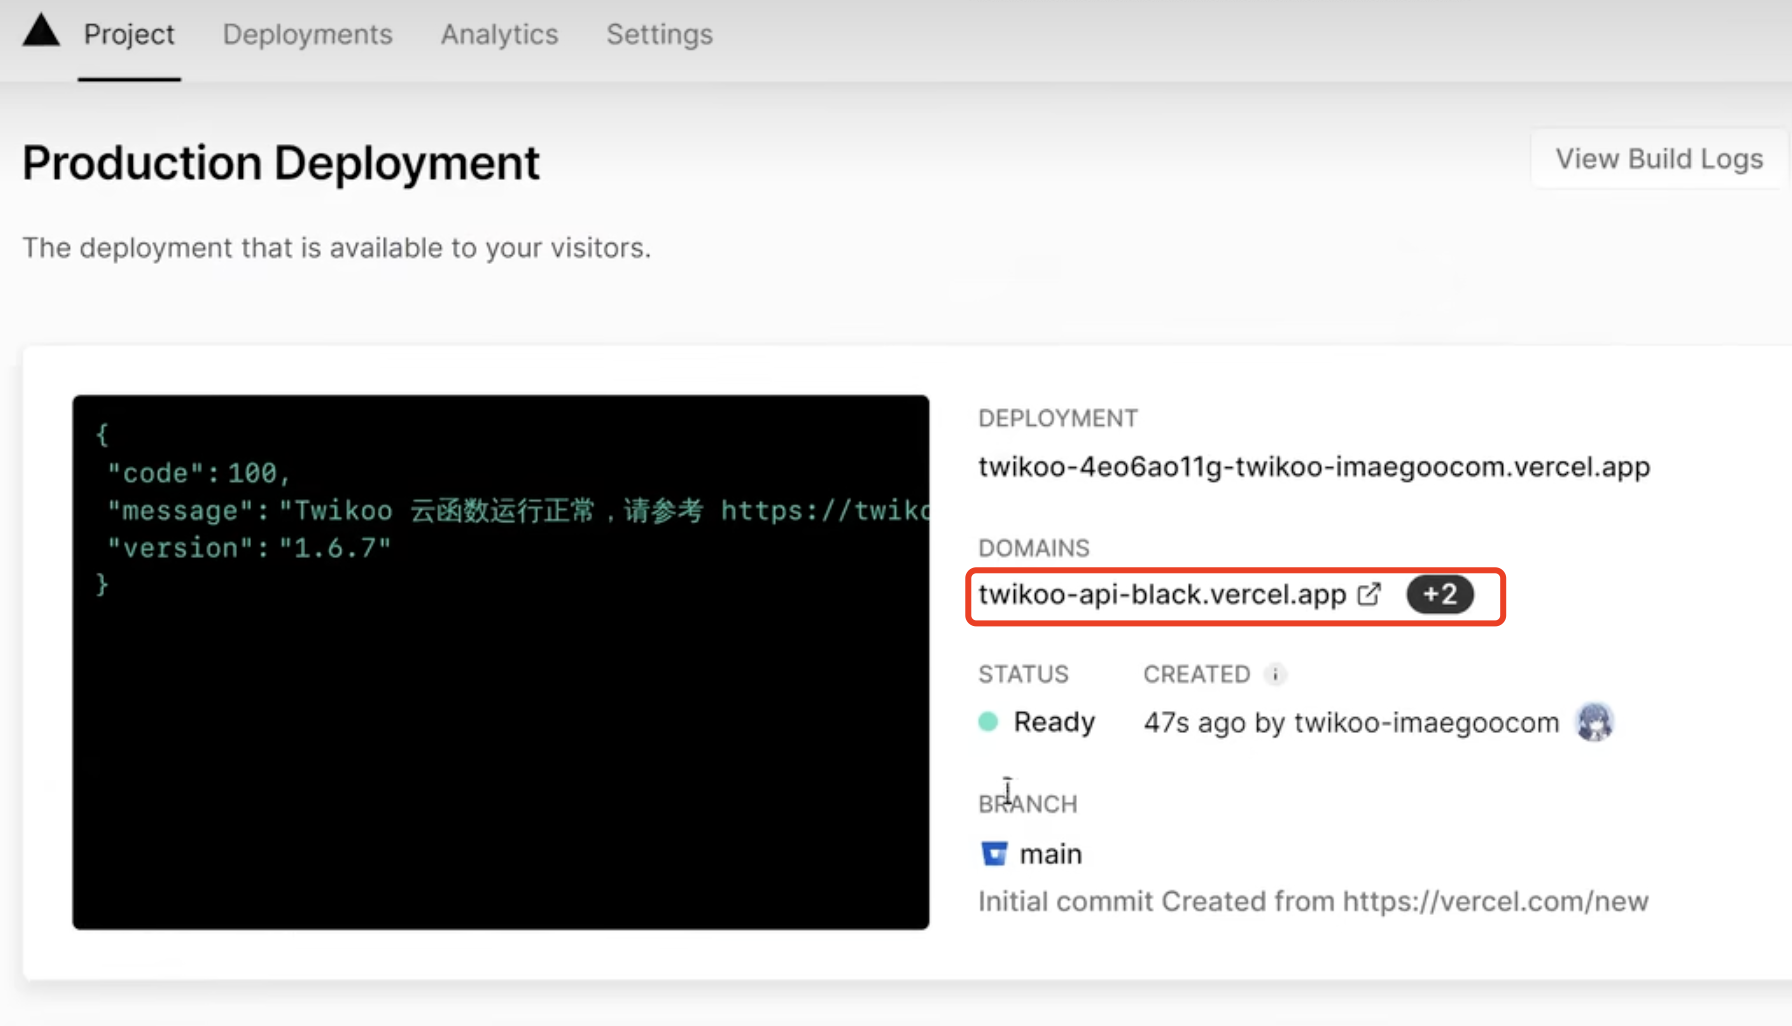 Project Deployments Analytics Settings
Production Deployment
View Build Logs
The deployment that is available to your visitors.
{
"code": 100,
"message": "Twikoo 云函数运行正常，请参考 https://twik
"version": "1.6.7"
}
DEPLOYMENT
twikoo-4eo6ao11g-twikoo-imaegoocom.vercel.app
DOMAINS
twikoo-api-black.vercel.app +2
STATUS CREATED
Ready 47s ago by twikoo-imaegoocom
BRANCH
main
Initial commit Created from https://vercel.com/new